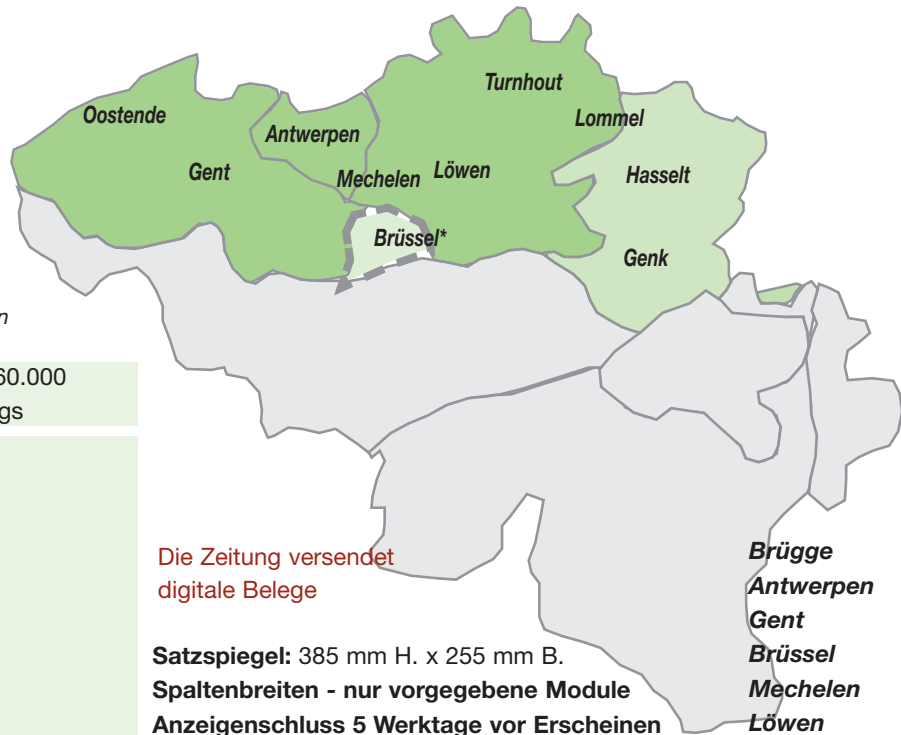 Turnhout
Oostende
Lommel
Antwerpen
Gent
Mechelen
Löwen
Hasselt
Brüssel*
Genk
n
60.000
gs
Die Zeitung versendet
digitale Belege
Satzspiegel: 385 mm H. x 255 mm B.
Spaltenbreiten - nur vorgegebene Module
Anzeigenschluss 5 Werktage vor Erscheinen
Brügge
Antwerpen
Gent
Brüssel
Mechelen
Löwen